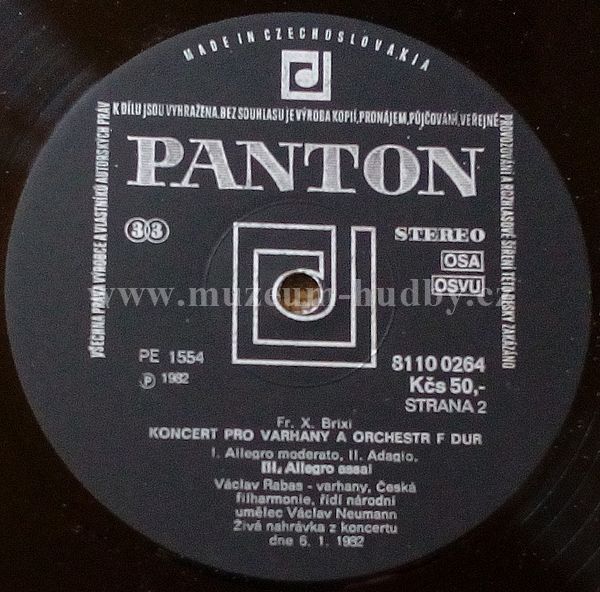 MADE IN CZECHOSLOVAKIA
VŠECHNA PRÁVA VÝROBCE A VLASTNÍKŮ AUTORSKÝCH PRÁV
K DÍLU JSOU VYHRAŽENA. BEZ SOUHLASU JE VÝROBA KOPIÍ, PRONÁJEM, PŮJČOVÁNÍ, VEŘEJNÉ
PROVOZOVÁNÍ A ROZHLASOVÉ ŠÍŘENÍ TÉTO DESKY ZAKÁZÁNO
PANTON
33
STEREO
OSA
OSVU
www.muzeum-hudby.cz
PE 1554
℗ 1982
8110 0264
Kčs 50,-
STRANA 2
Fr. X. Brixi
KONCERT PRO VARHANY A ORCHESTR F DUR
I. Allegro moderato, II. Adagio,
III. Allegro assai
Václav Rabas - varhany, Česká
filharmonie, řídí národní
umělec Václav Neumann
Živá nahrávka z koncertu
dne 6. 1. 1982